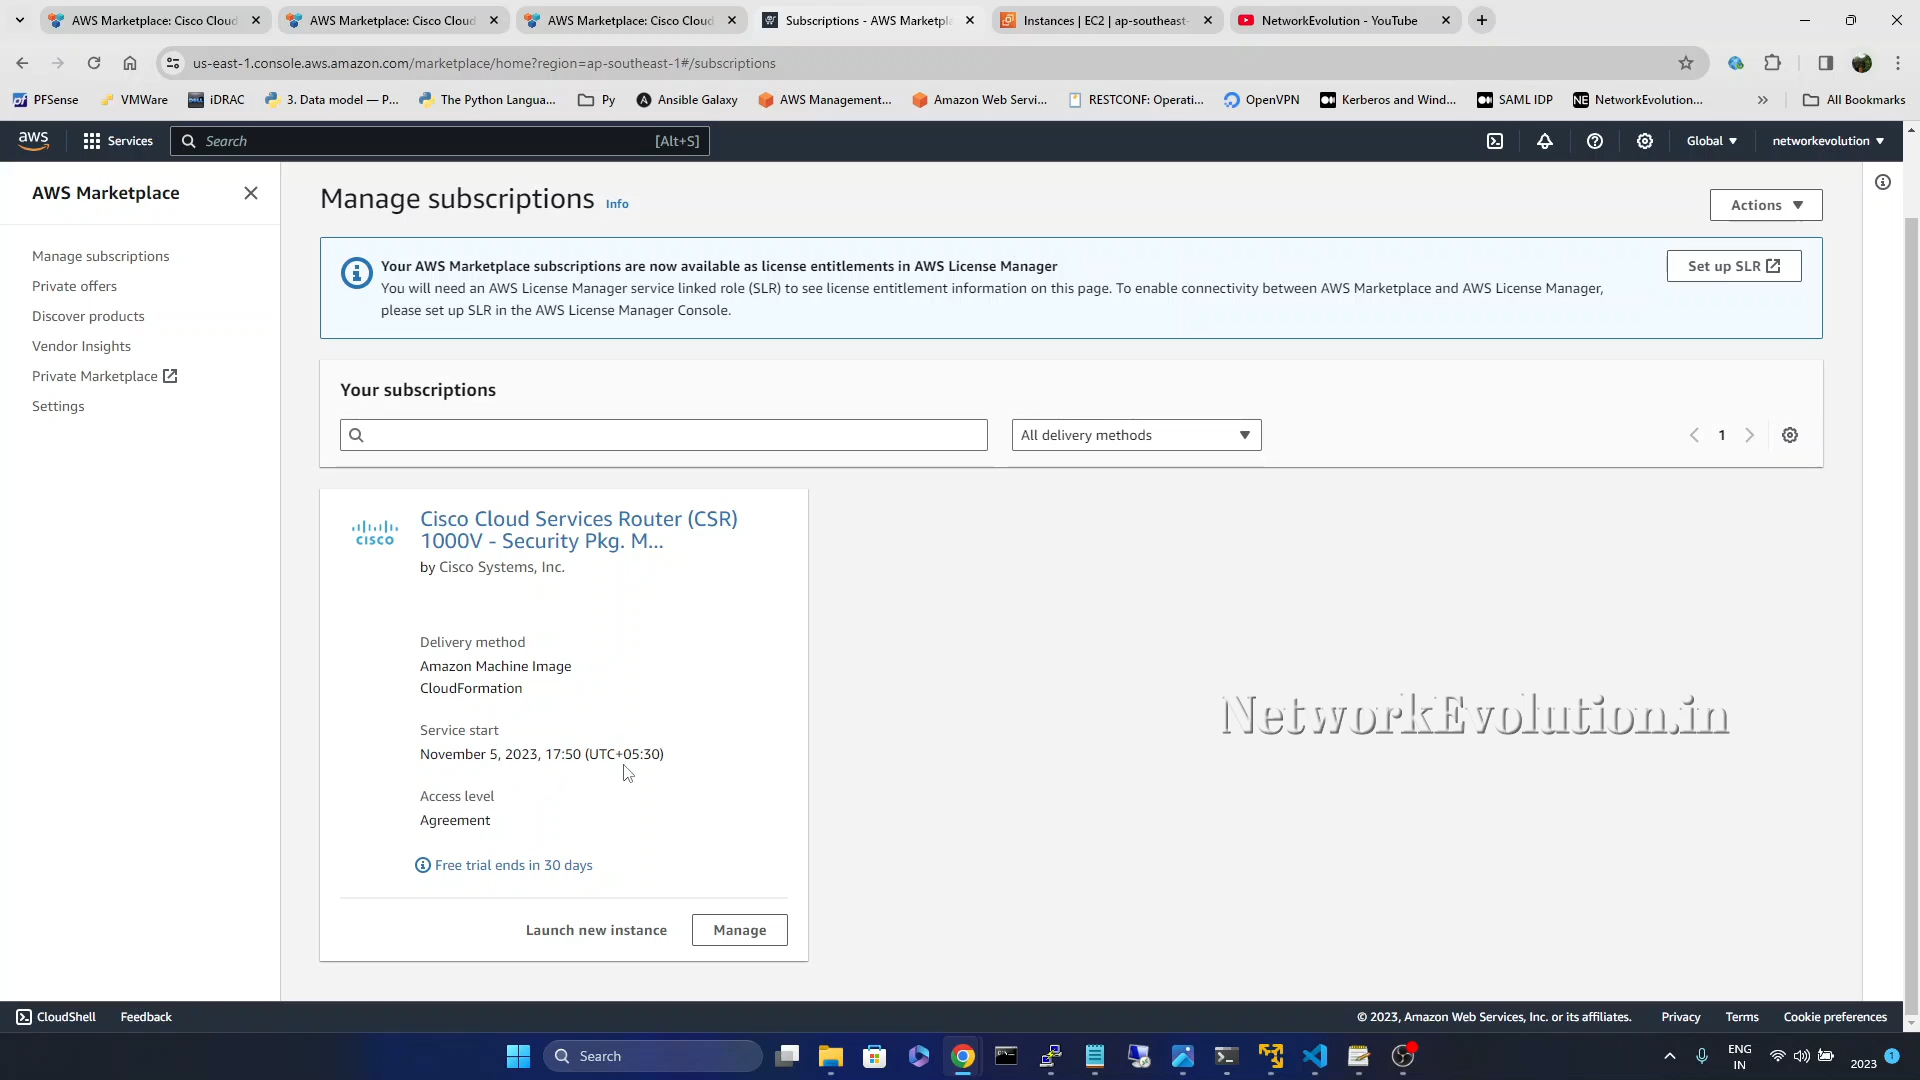 AWS Marketplace: Cisco Cloud
AWS Marketplace: Cisco Cloud
AWS Marketplace: Cisco Cloud
Subscriptions - AWS Marketpla
Instances | EC2 | ap-southeast-
NetworkEvolution - YouTube
us-east-1.console.aws.amazon.com/marketplace/home?region=ap-southeast-1#/subscriptions
PFSense
VMWare
iDRAC
3. Data model — P...
The Python Langua...
Py
Ansible Galaxy
AWS Management...
Amazon Web Servi...
RESTCONF: Operati...
OpenVPN
Kerberos and Wind...
SAML IDP
NE NetworkEvolution...
All Bookmarks
aws
Services
Search
[Alt+S]
Global
networkevolution
AWS Marketplace
Manage subscriptions
Private offers
Discover products
Vendor Insights
Private Marketplace
Settings
Manage subscriptions Info
Actions
Your AWS Marketplace subscriptions are now available as license entitlements in AWS License Manager
You will need an AWS License Manager service linked role (SLR) to see license entitlement information on this page. To enable connectivity between AWS Marketplace and AWS License Manager,
please set up SLR in the AWS License Manager Console.
Set up SLR
Your subscriptions
All delivery methods
1
CISCO
Cisco Cloud Services Router (CSR)
1000V - Security Pkg. M...
by Cisco Systems, Inc.
Delivery method
Amazon Machine Image
CloudFormation
Service start
November 5, 2023, 17:50 (UTC+05:30)
Access level
Agreement
Free trial ends in 30 days
Launch new instance
Manage
NetworkEvolution.in
CloudShell
Feedback
© 2023, Amazon Web Services, Inc. or its affiliates.
Privacy
Terms
Cookie preferences
Search
ENG
IN
2023
1